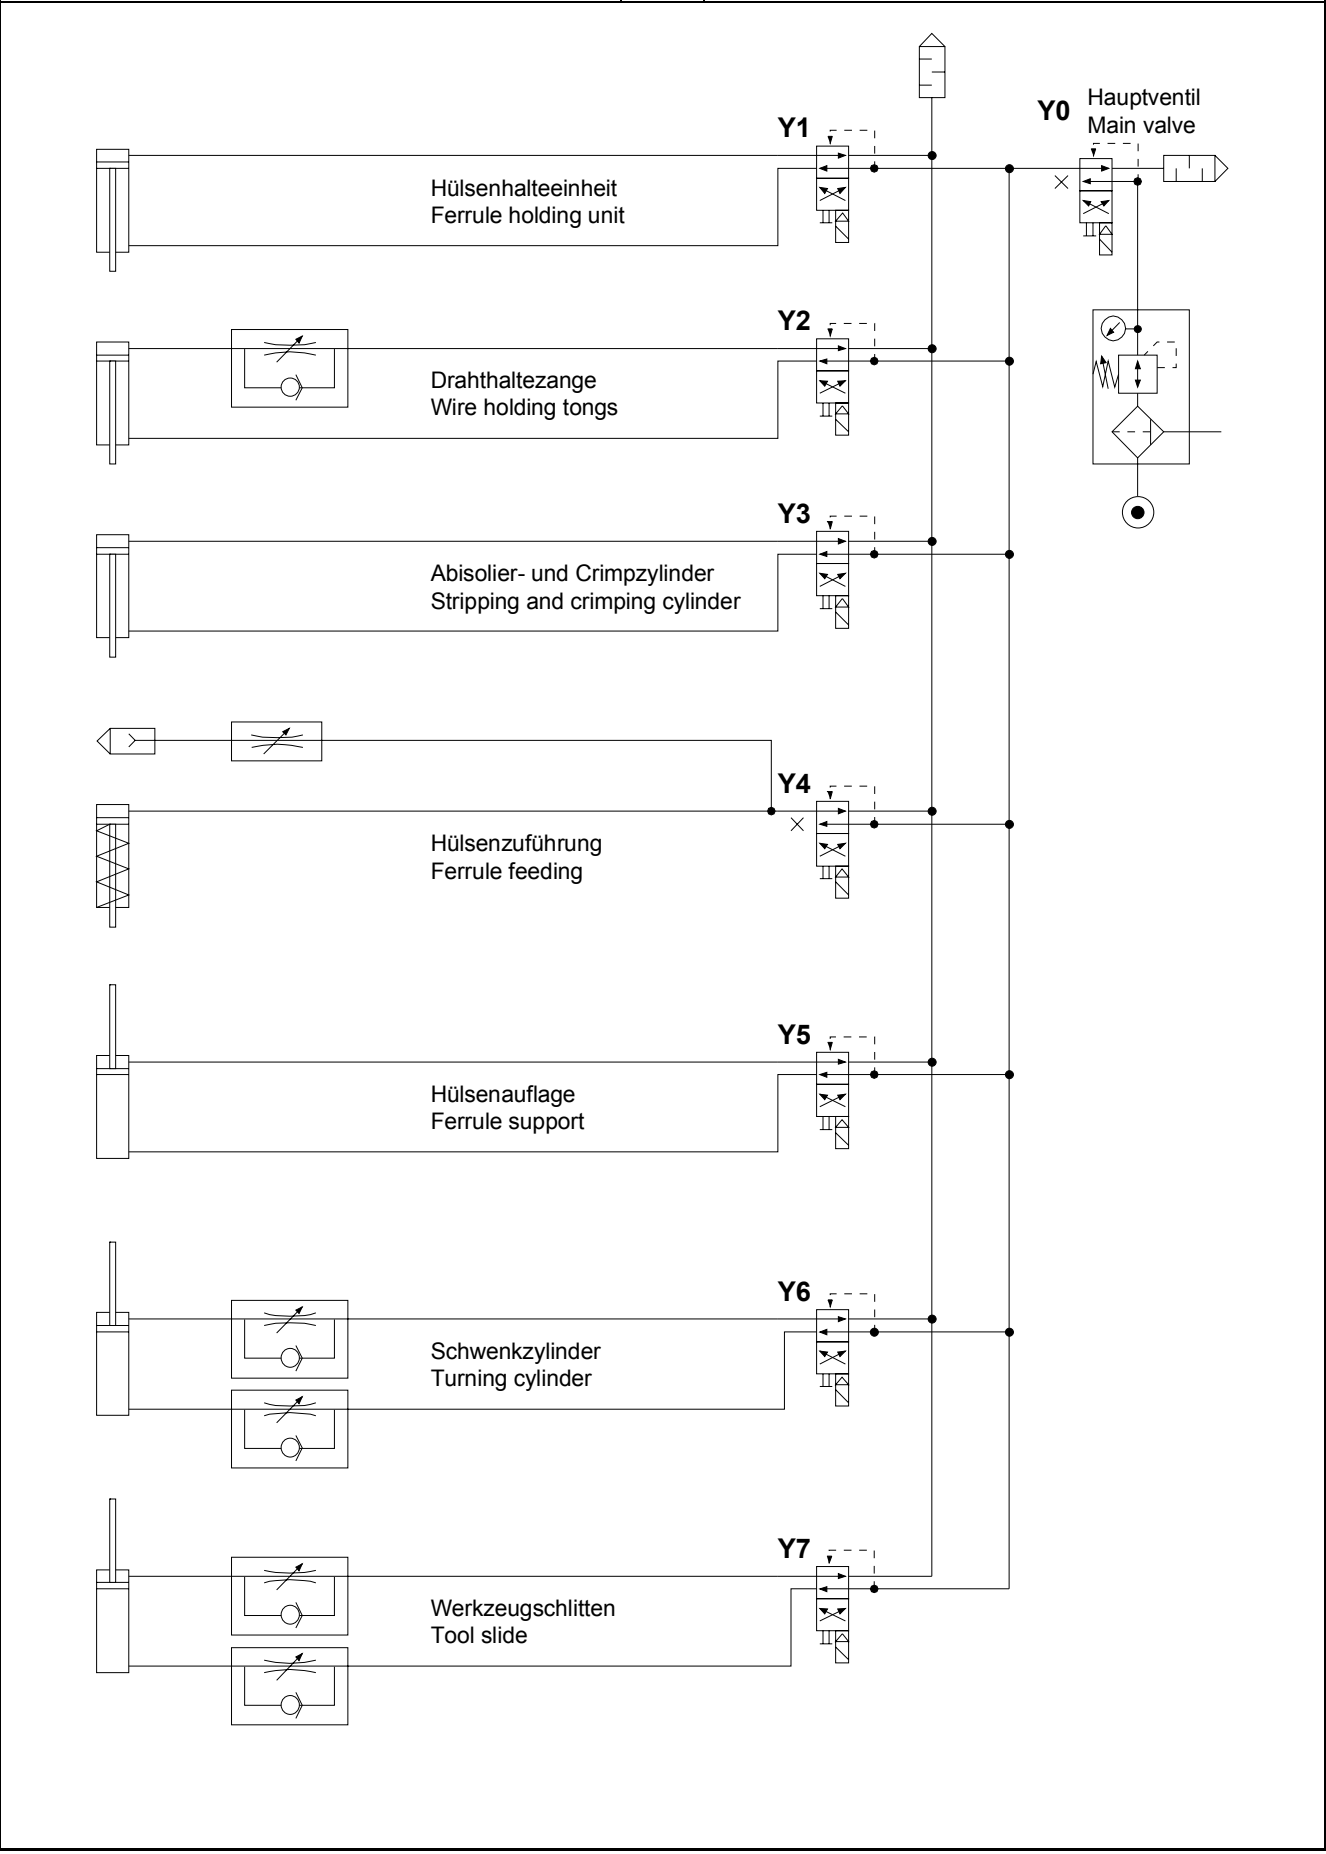 Y0
Hauptventil
Main valve
Y1
Hülsenhalteeinheit
Ferrule holding unit
Y2
Drahthaltezange
Wire holding tongs
Y3
Abisolier- und Crimpzylinder
Stripping and crimping cylinder
Y4
Hülsenzuführung
Ferrule feeding
Y5
Hülsenauflage
Ferrule support
Y6
Schwenkzylinder
Turning cylinder
Y7
Werkzeugschlitten
Tool slide